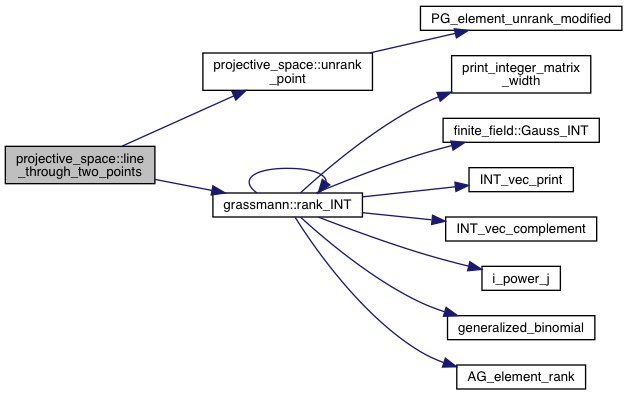 PG_element_unrank_modified
projective_space::unrank
_point
print_integer_matrix
_width
finite_field::Gauss_INT
projective_space::line
_through_two_points
INT_vec_print
grassmann::rank_INT
INT_vec_complement
i_power_j
generalized_binomial
AG_element_rank